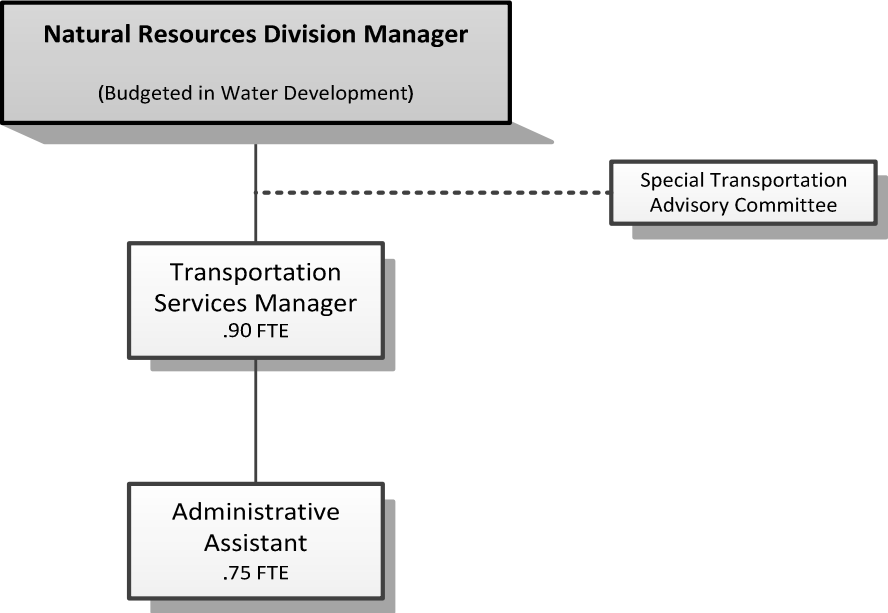 Natural Resources Division Manager
(Budgeted in Water Development)
Special Transportation
Advisory Committee
Transportation
Services Manager
.90 FTE
Administrative
Assistant
.75 FTE